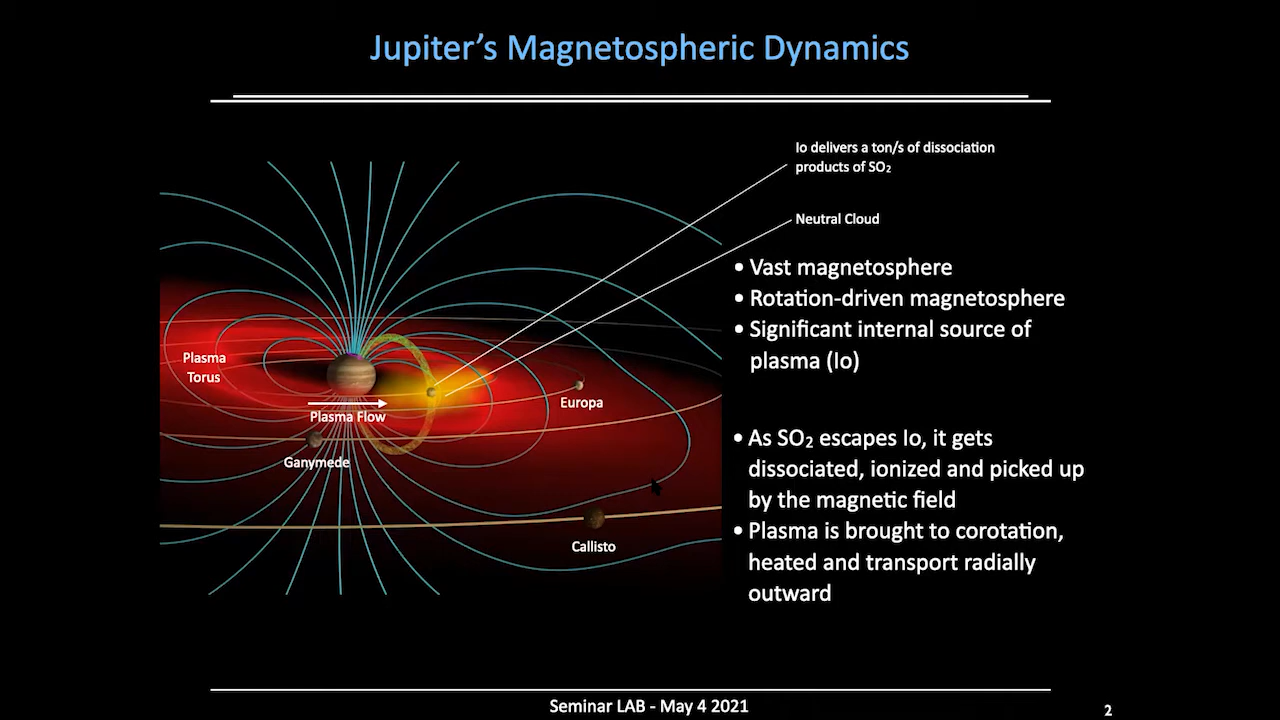 Jupiter's Magnetospheric Dynamics
Io delivers a ton/s of dissociation
products of SO₂
Neutral Cloud
• Vast magnetosphere
• Rotation-driven magnetosphere
• Significant internal source of
plasma (Io)
Plasma
Torus
Plasma Flow
Europa
Ganymede
Callisto
• As SO₂ escapes Io, it gets
dissociated, ionized and picked up
by the magnetic field
• Plasma is brought to corotation,
heated and transport radially
outward
Seminar LAB - May 4 2021
2